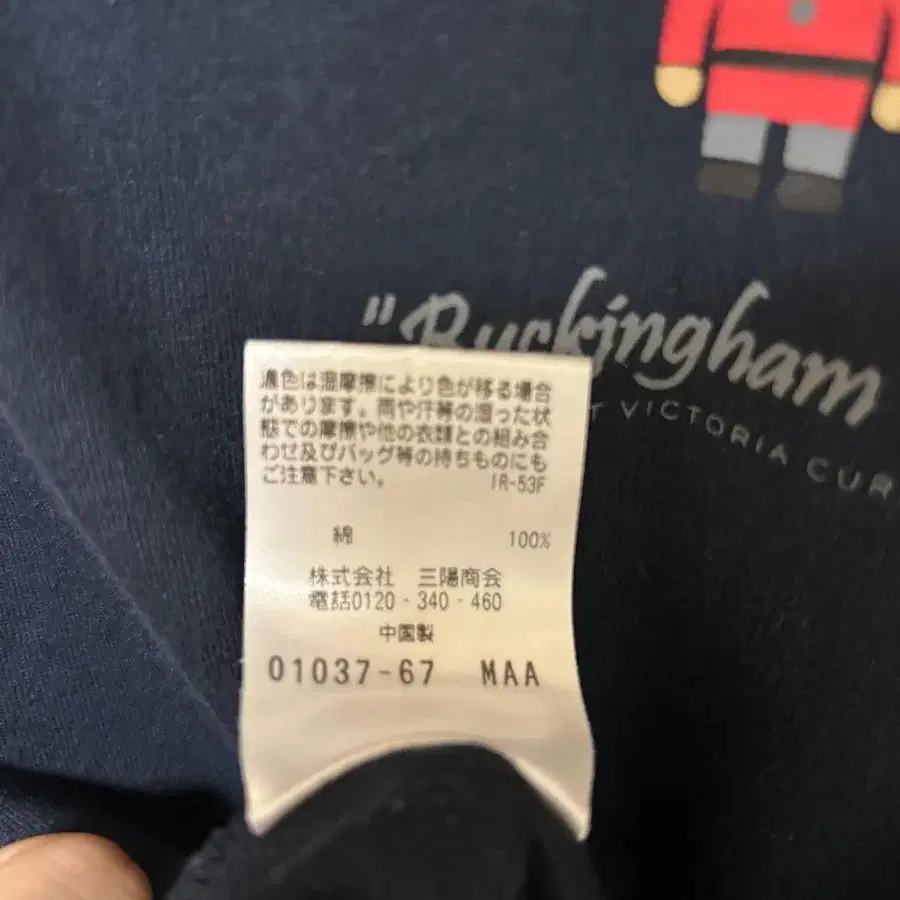 "Buckingham
T VICTORIA CUR
濃色は湿摩擦により色が移る場合
があります。雨や汗等の湿った状
態での摩擦や他の衣類との組み合
わせ及びバッグ等の持ちものにも
ご注意下さい。 IR-53F
綿 100%
株式会社 三陽商会
電話0120-340-460
中国製
01037-67 MAA